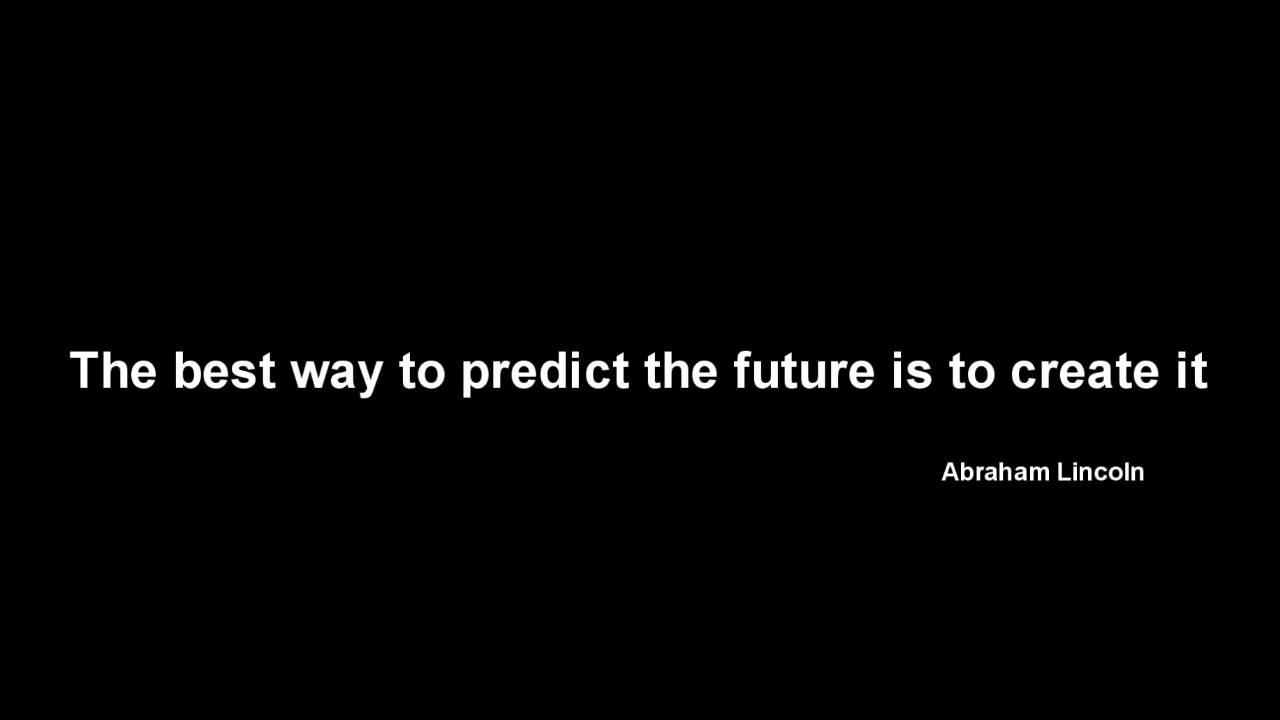 The best way to predict the future is to create it
Abraham Lincoln